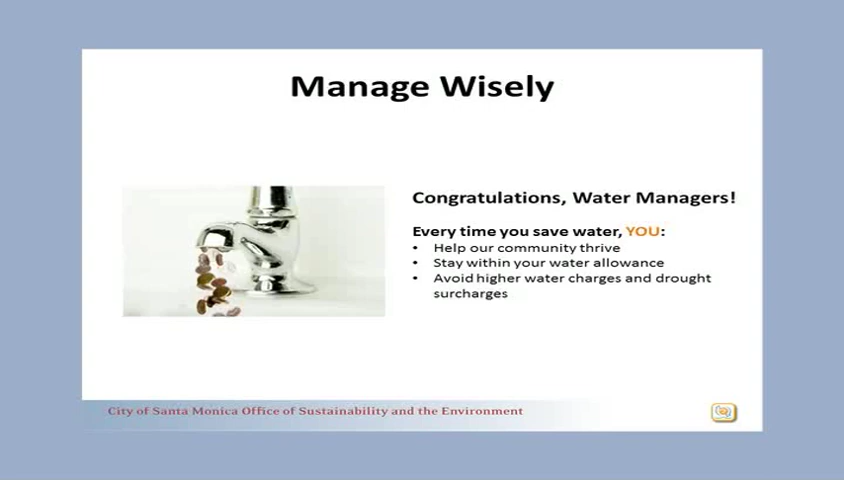 Manage Wisely
Congratulations, Water Managers!
Every time you save water, YOU:
• Help our community thrive
• Stay within your water allowance
• Avoid higher water charges and drought
surcharges
City of Santa Monica Office of Sustainability and the Environment